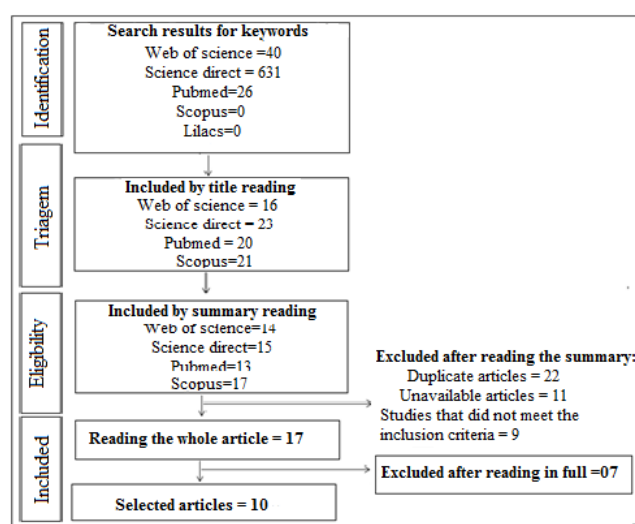 Identification
Search results for keywords
Web of science =40
Science direct = 631
Pubmed=26
Scopus=0
Lilacs=0
Triagem
Included by title reading
Web of science = 16
Science direct = 23
Pubmed = 20
Scopus=21
Eligibility
Included by summary reading
Web of science=14
Science direct=15
Pubmed=13
Scopus=17
Excluded after reading the summary:
Duplicate articles = 22
Unavailable articles = 11
Studies that did not meet the
inclusion criteria = 9
Included
Reading the whole article = 17
Excluded after reading in full =07
Selected articles = 10